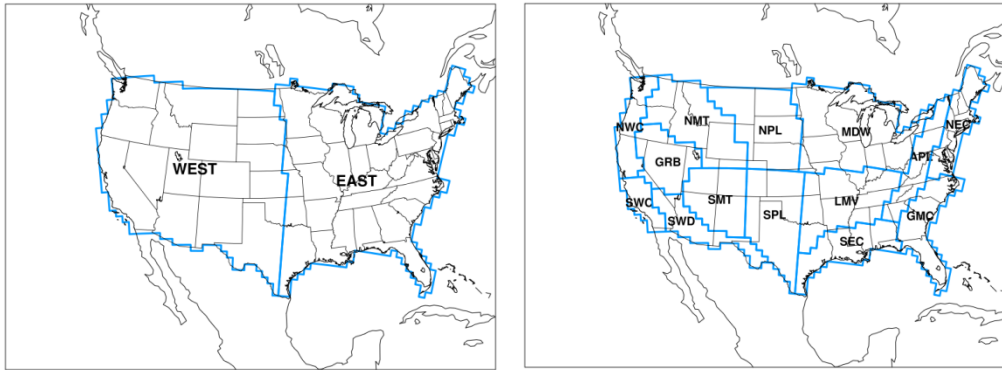 WEST
EAST
NWC
NMT
NPL
MDW
NEC
GRB
APL
SWC
SWD
SMT
SPL
LMV
GMC
SEC